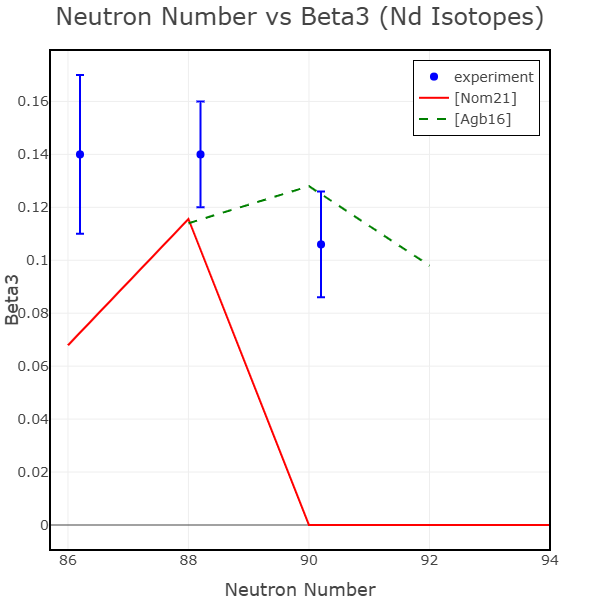 Neutron Number vs Beta3 (Nd Isotopes)
experiment
[Nom21]
[Agb16]
0.16
0.14
0.12
0.1
0.08
0.06
0.04
0.02
0
Beta3
86
88
90
92
94
Neutron Number